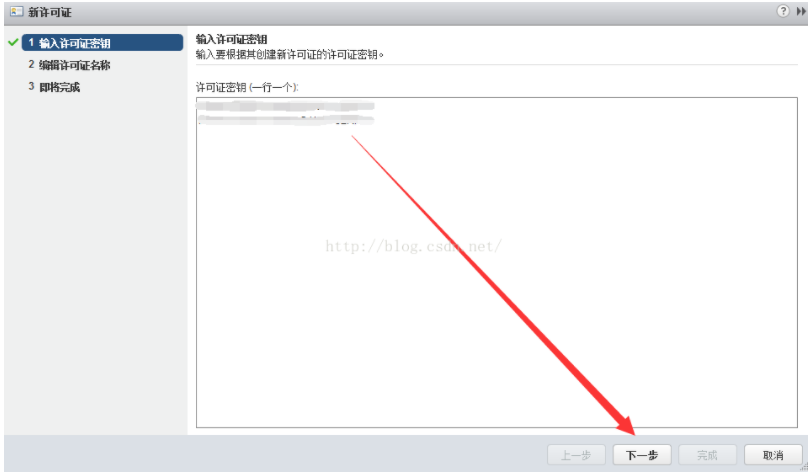 新许可证
1 输入许可证密钥
2 编辑许可证名称
3 即将完成
输入许可证密钥
输入要根据其创建新许可证的许可证密钥。
许可证密钥 (一行一个):
http://blog.csdn.net/
上一步 下一步 完成 取消